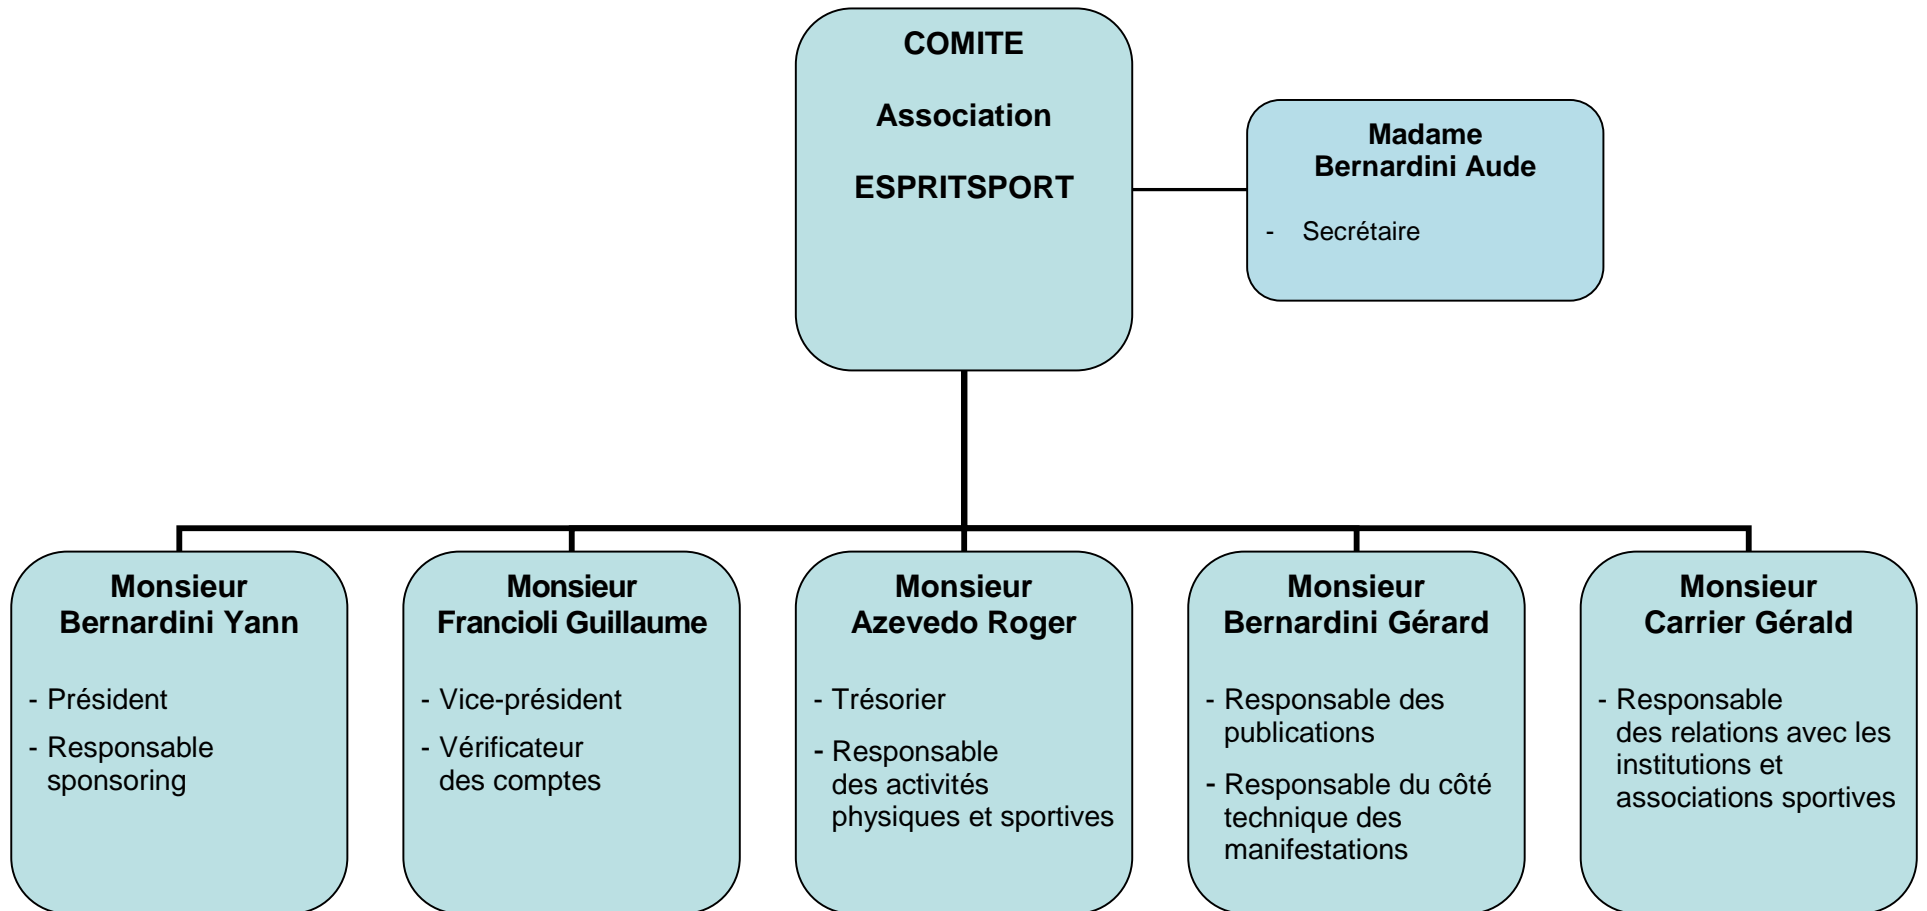 COMITE
Association
ESPRITSPORT
Madame
Bernardini Aude
- Secrétaire
Monsieur
Bernardini Yann
- Président
- Responsable
sponsoring
Monsieur
Francioli Guillaume
- Vice-président
- Vérificateur
des comptes
Monsieur
Azevedo Roger
- Trésorier
- Responsable
des activités
physiques et sportives
Monsieur
Bernardini Gérard
- Responsable des
publications
- Responsable du côté
technique des
manifestations
Monsieur
Carrier Gérald
- Responsable
des relations avec les
institutions et
associations sportives